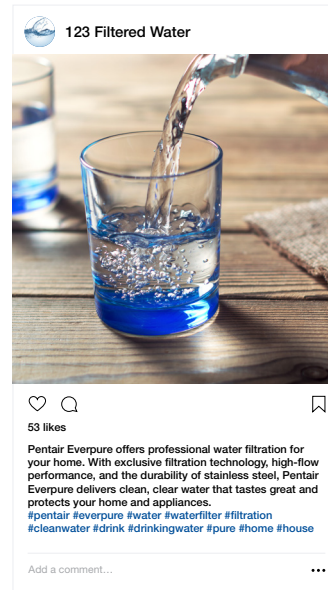 123 Filtered Water
53 likes
Pentair Everpure offers professional water filtration for
your home. With exclusive filtration technology, high-flow
performance, and the durability of stainless steel, Pentair
Everpure delivers clean, clear water that tastes great and
protects your home and appliances.
#pentair #everpure #water #waterfilter #filtration
#cleanwater #drink #drinkingwater #pure #home #house
Add a comment...